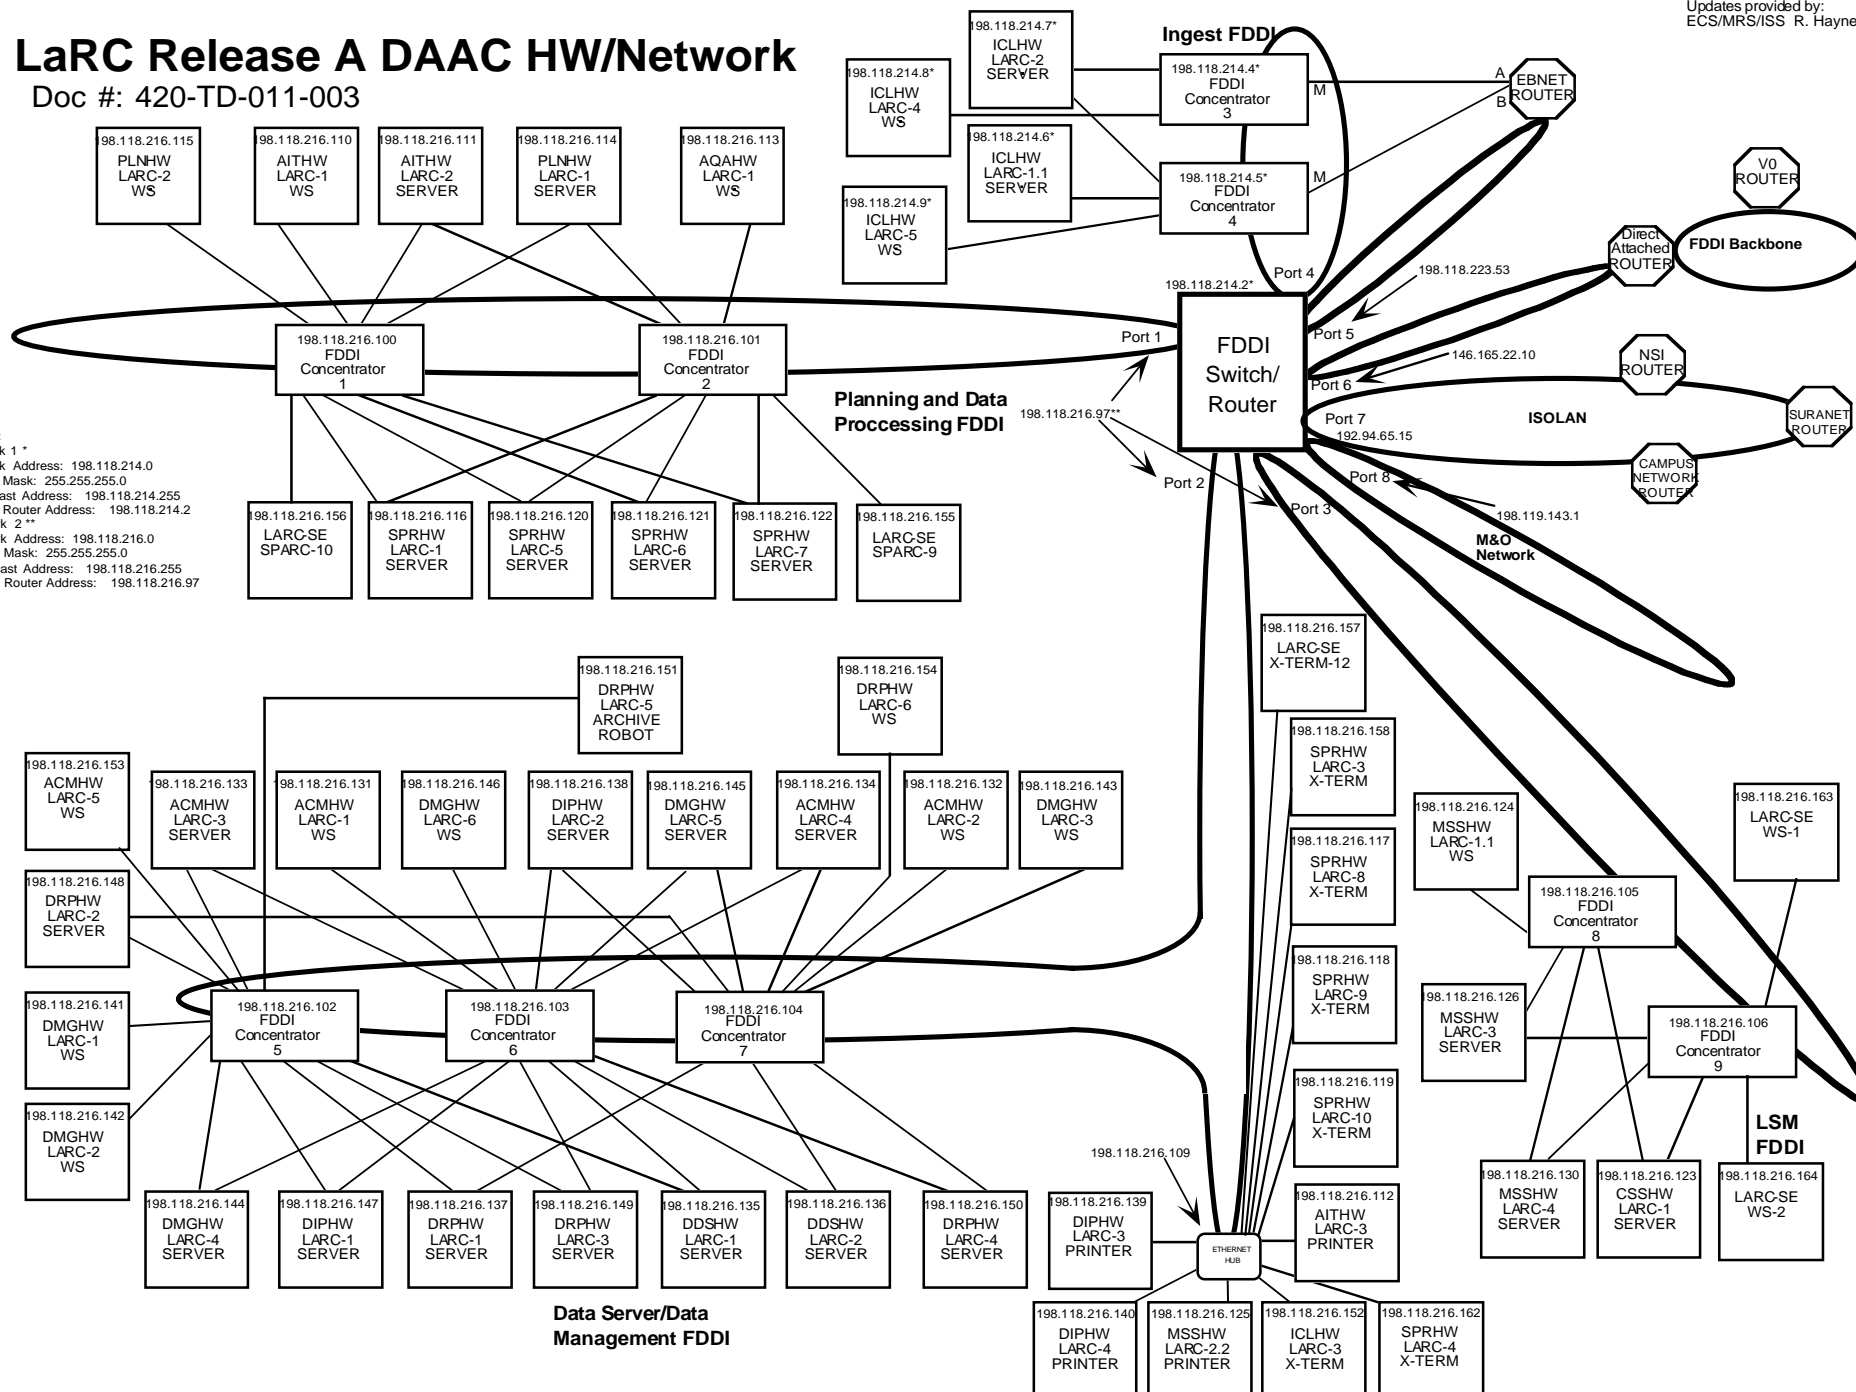 Updates provided by:
ECS/MRS/ISS R. Hayne
LaRC Release A DAAC HW/Network
Doc #: 420-TD-011-003
198.118.216.115
PLNHW
LARC-2
WS
198.118.216.110
AITHW
LARC-1
WS
198.118.216.111
AITHW
LARC-2
SERVER
198.118.216.114
PLNHW
LARC-1
SERVER
198.118.216.113
AQAHW
LARC-1
WS
198.118.214.8*
ICLHW
LARC-4
WS
198.118.214.7*
ICLHW
LARC-2
SERVER
198.118.214.6*
ICLHW
LARC-1.1
SERVER
198.118.214.9*
ICLHW
LARC-5
WS
Ingest FDDI
198.118.214.4*
FDDI
Concentrator
3
M
198.118.214.5*
FDDI
Concentrator
4
M
A
B
EBNET
ROUTER
V0
ROUTER
Direct
Attached
ROUTER
FDDI Backbone
Port 4
198.118.214.2*
198.118.223.53
Port 1
FDDI
Switch/
Router
Port 5
146.165.22.10
Port 6
NSI
ROUTER
ISOLAN
SURANET
ROUTER
CAMPUS
NETWORK
ROUTER
Port 7
192.94.65.15
Port 8
198.119.143.1
M&O
Network
198.118.216.97**
Port 2
Port 3
198.118.216.100
FDDI
Concentrator
1
198.118.216.101
FDDI
Concentrator
2
Planning and Data
Proccessing FDDI
:
k 1 *
k Address: 198.118.214.0
Mask: 255.255.255.0
ast Address: 198.118.214.255
Router Address: 198.118.214.2
k 2 **
k Address: 198.118.216.0
Mask: 255.255.255.0
ast Address: 198.118.216.255
Router Address: 198.118.216.97
198.118.216.156
LARC-SE
SPARC-10
198.118.216.116
SPRHW
LARC-1
SERVER
198.118.216.120
SPRHW
LARC-5
SERVER
198.118.216.121
SPRHW
LARC-6
SERVER
198.118.216.122
SPRHW
LARC-7
SERVER
198.118.216.155
LARC-SE
SPARC-9
198.118.216.151
DRPHW
LARC-5
ARCHIVE
ROBOT
198.118.216.154
DRPHW
LARC-6
WS
198.118.216.153
ACMHW
LARC-5
WS
198.118.216.133
ACMHW
LARC-3
SERVER
198.118.216.131
ACMHW
LARC-1
WS
198.118.216.146
DMGHW
LARC-6
WS
198.118.216.138
DIPHW
LARC-2
SERVER
198.118.216.145
DMGHW
LARC-5
SERVER
198.118.216.134
ACMHW
LARC-4
SERVER
198.118.216.132
ACMHW
LARC-2
WS
198.118.216.143
DMGHW
LARC-3
WS
198.118.216.148
DRPHW
LARC-2
SERVER
198.118.216.141
DMGHW
LARC-1
WS
198.118.216.142
DMGHW
LARC-2
WS
198.118.216.102
FDDI
Concentrator
5
198.118.216.103
FDDI
Concentrator
6
198.118.216.104
FDDI
Concentrator
7
198.118.216.144
DMGHW
LARC-4
SERVER
198.118.216.147
DIPHW
LARC-1
SERVER
198.118.216.137
DRPHW
LARC-1
SERVER
198.118.216.149
DRPHW
LARC-3
SERVER
198.118.216.135
DDSHW
LARC-1
SERVER
198.118.216.136
DDSHW
LARC-2
SERVER
198.118.216.150
DRPHW
LARC-4
SERVER
Data Server/Data
Management FDDI
198.118.216.157
LARC-SE
X-TERM-12
198.118.216.158
SPRHW
LARC-3
X-TERM
198.118.216.117
SPRHW
LARC-8
X-TERM
198.118.216.118
SPRHW
LARC-9
X-TERM
198.118.216.119
SPRHW
LARC-10
X-TERM
198.118.216.109
198.118.216.139
DIPHW
LARC-3
PRINTER
198.118.216.112
AITHW
LARC-3
PRINTER
ETHERNET
HUB
198.118.216.140
DIPHW
LARC-4
PRINTER
198.118.216.125
MSSHW
LARC-2.2
PRINTER
198.118.216.152
ICLHW
LARC-3
X-TERM
198.118.216.162
SPRHW
LARC-4
X-TERM
198.118.216.124
MSSHW
LARC-1.1
WS
198.118.216.163
LARC-SE
WS-1
198.118.216.105
FDDI
Concentrator
8
198.118.216.126
MSSHW
LARC-3
SERVER
198.118.216.106
FDDI
Concentrator
9
LSM
FDDI
198.118.216.130
MSSHW
LARC-4
SERVER
198.118.216.123
CSSHW
LARC-1
SERVER
198.118.216.164
LARC-SE
WS-2